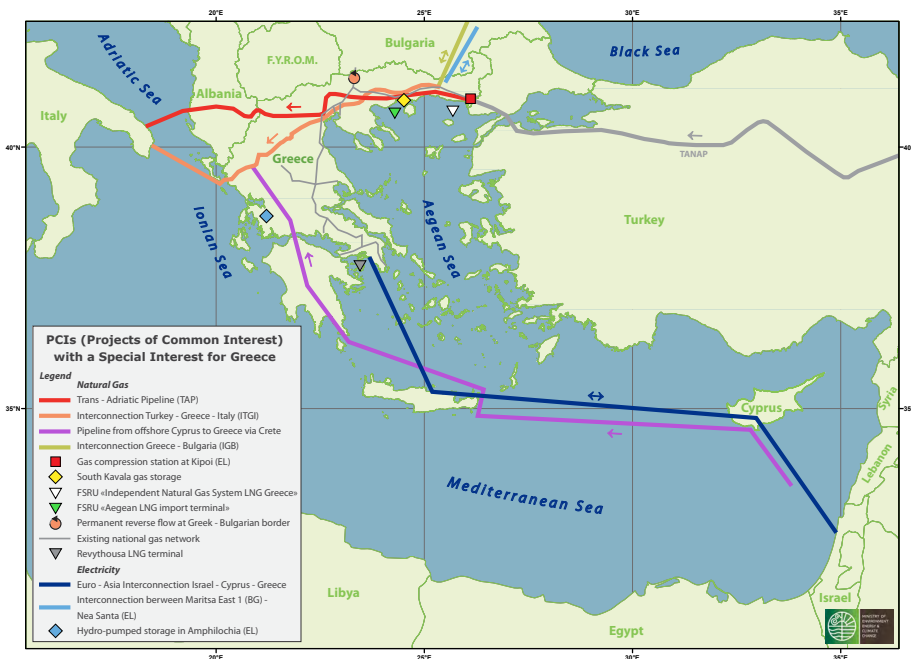 20°E
25°E
30°E
35°E
Adriatic Sea
Bulgaria
Black Sea
F.Y.R.O.M.
Albania
Italy
40°N
40
TANAP
Greece
Ionian Sea
Aegean Sea
Turkey
PCIs (Projects of Common Interest)
with a Special Interest for Greece
Legend
Natural Gas
Trans - Adriatic Pipeline (TAP)
Interconnection Turkey - Greece - Italy (ITGI)
Pipeline from offshore Cyprus to Greece via Crete
Interconnection Greece - Bulgaria (IGB)
Gas compression station at Kipoi (EL)
South Kavala gas storage
FSRU «Independent Natural Gas System LNG Greece»
FSRU «Aegean LNG import terminal»
Permanent reverse flow at Greek - Bulgarian border
Existing national gas network
Revythousa LNG terminal
Electricity
Euro - Asia Interconnection Israel - Cyprus - Greece
Interconnection berween Maritsa East 1 (BG) -
Nea Santa (EL)
Hydro-pumped storage in Amphilochia (EL)
35°N
35
Cyprus
Syria
Lebanon
Mediterranean Sea
Libya
Egypt
Israel
MINISTRY OF
ENVIRONMENT
ENERGY &
CLIMATE
CHANGE
20°E
25°E
30°E
35°E